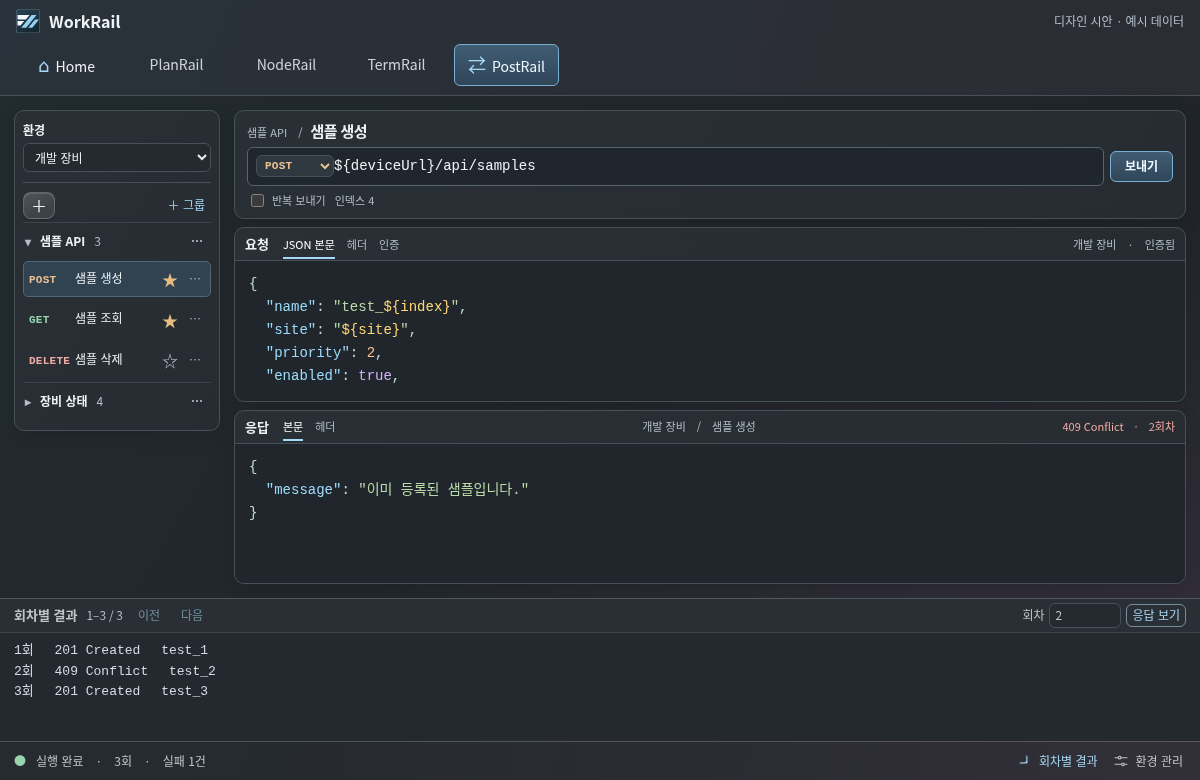 WorkRail
디자인 시안 · 예시 데이터
Home PlanRail NodeRail TermRail PostRail
환경
개발 장비
+ + 그룹
샘플 API 3 ···
POST 샘플 생성 ★ ···
GET 샘플 조회 ★ ···
DELETE 샘플 삭제 ☆ ···
장비 상태 4 ···
샘플 API / 샘플 생성
POST ${deviceUrl}/api/samples 보내기
반복 보내기 인덱스 4
요청 JSON 본문 헤더 인증 개발 장비 · 인증됨
{
"name": "test_${index}",
"site": "${site}",
"priority": 2,
"enabled": true,
응답 본문 헤더 개발 장비 / 샘플 생성 409 Conflict · 2회차
{
"message": "이미 등록된 샘플입니다."
}
회차별 결과 1–3 / 3 이전 다음 회차 2 응답 보기
1회 201 Created test_1
2회 409 Conflict test_2
3회 201 Created test_3
실행 완료 · 3회 · 실패 1건 회차별 결과 환경 관리